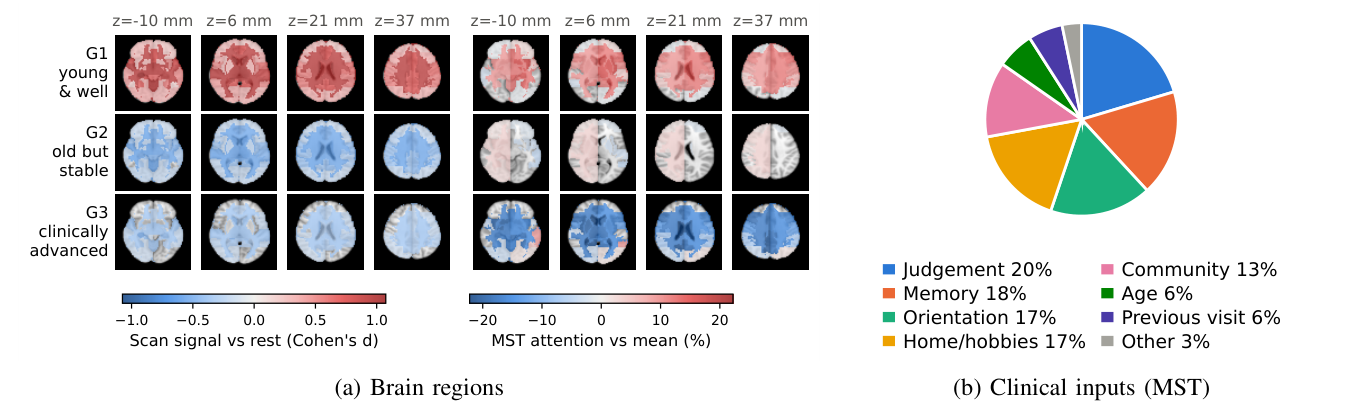 z=-10 mm z=6 mm z=21 mm z=37 mm z=-10 mm z=6 mm z=21 mm z=37 mm
G1
young
& well
G2
old but
stable
G3
clinically
advanced
−1.0 −0.5 0.0 0.5 1.0
Scan signal vs rest (Cohen's d)
−20 −10 0 10 20
MST attention vs mean (%)
(a) Brain regions
Judgement 20%
Memory 18%
Orientation 17%
Home/hobbies 17%
Community 13%
Age 6%
Previous visit 6%
Other 3%
(b) Clinical inputs (MST)